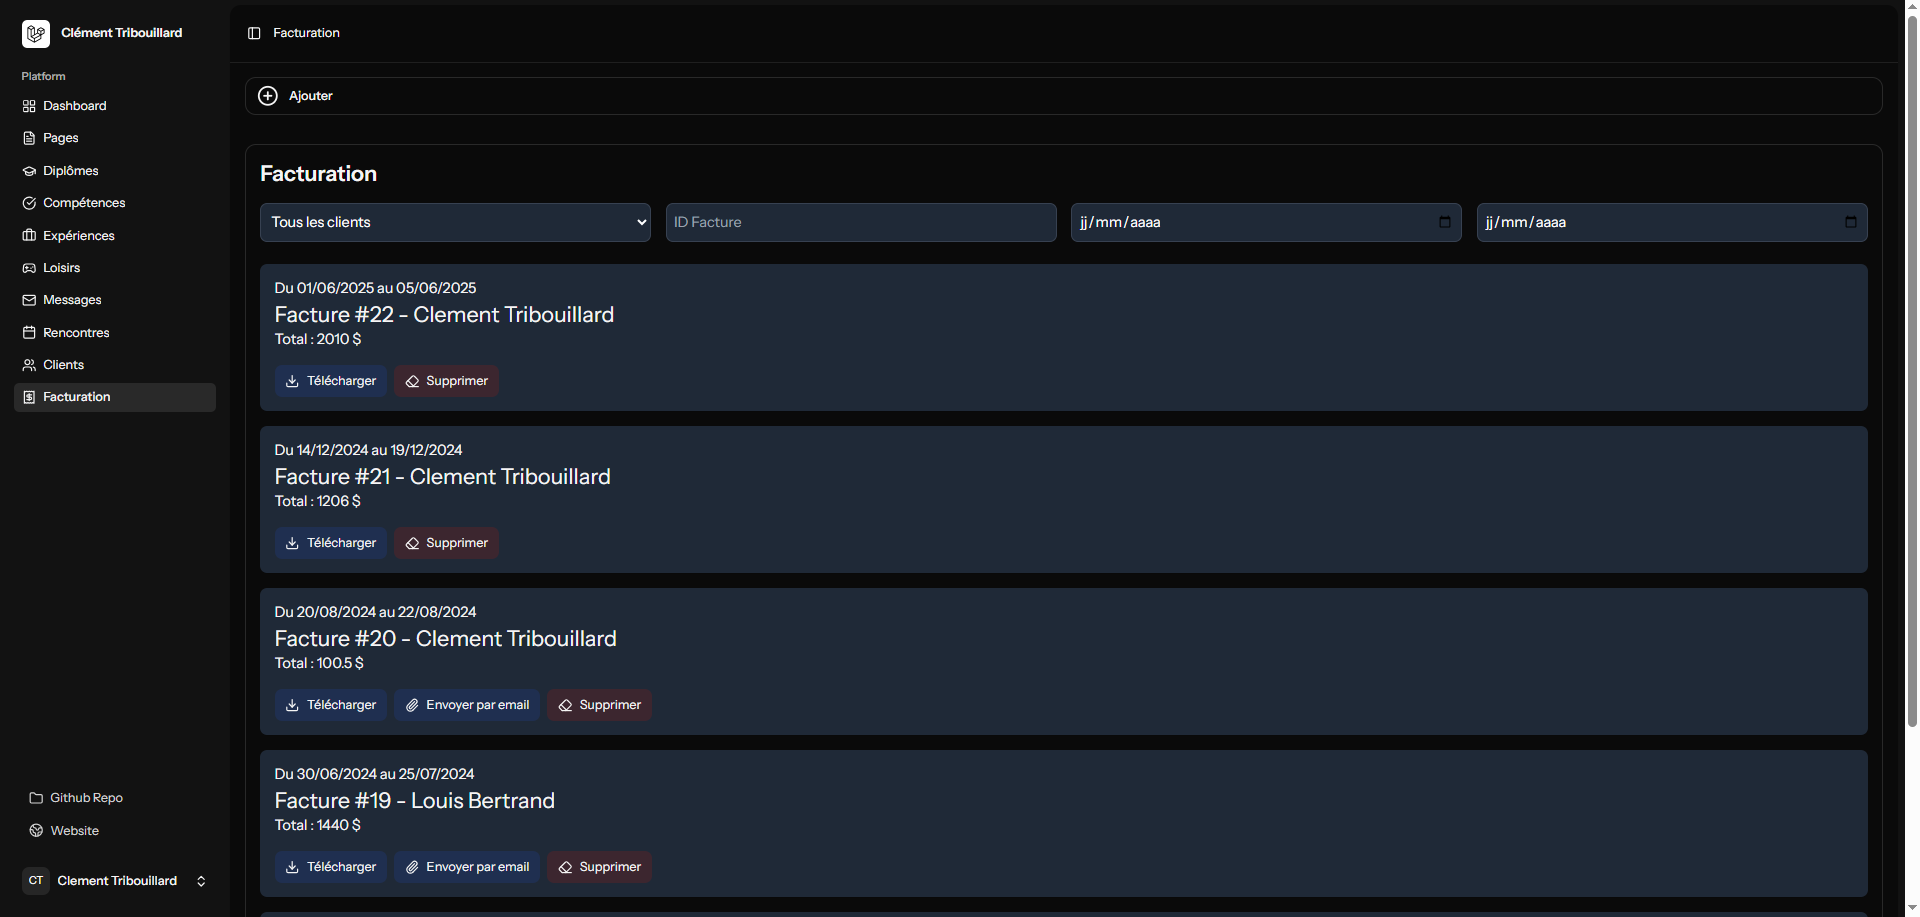 Clément Tribouillard
Platform
Dashboard
Pages
Diplômes
Compétences
Expériences
Loisirs
Messages
Rencontres
Clients
Facturation
Github Repo
Website
CT Clement Tribouillard
Facturation
Ajouter
Facturation
Tous les clients ID Facture jj/mm/aaaa jj/mm/aaaa
Du 01/06/2025 au 05/06/2025
Facture #22 - Clement Tribouillard
Total : 2010 $
Télécharger Supprimer
Du 14/12/2024 au 19/12/2024
Facture #21 - Clement Tribouillard
Total : 1206 $
Télécharger Supprimer
Du 20/08/2024 au 22/08/2024
Facture #20 - Clement Tribouillard
Total : 100.5 $
Télécharger Envoyer par email Supprimer
Du 30/06/2024 au 25/07/2024
Facture #19 - Louis Bertrand
Total : 1440 $
Télécharger Envoyer par email Supprimer